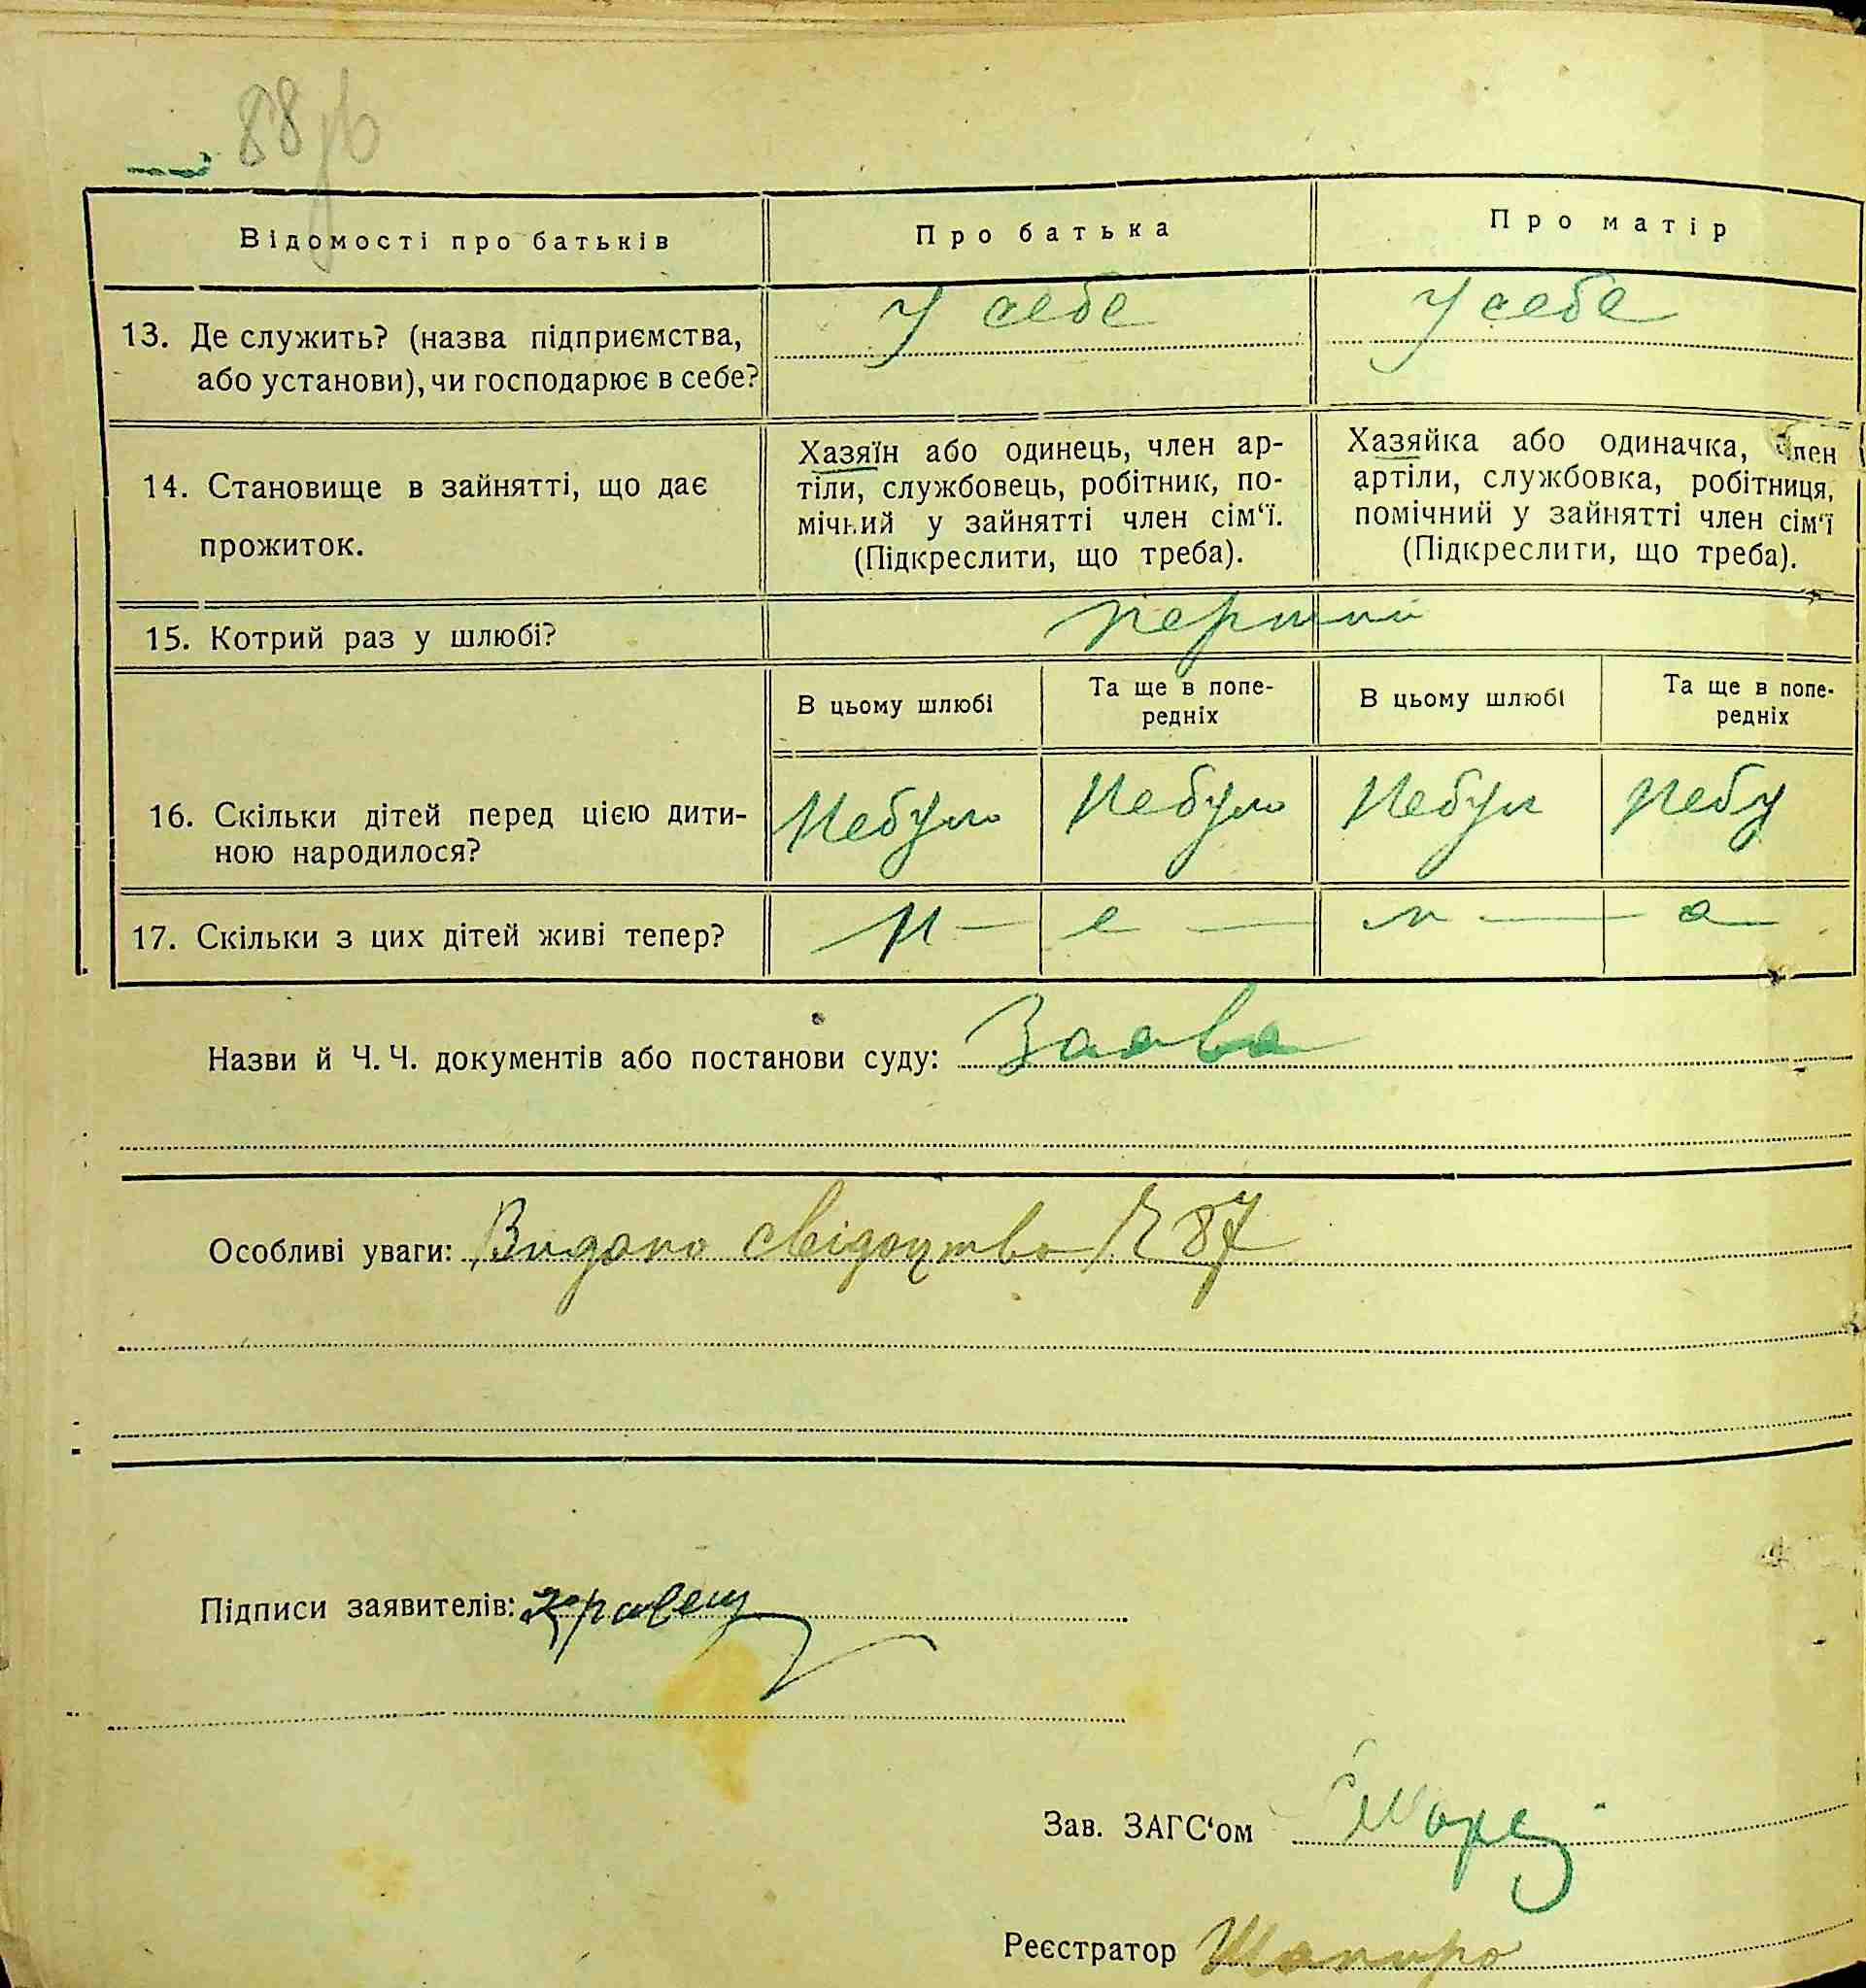 88
Відомості про батьків
Про батька
Про матір
13. Де служить? (назва підприємства, або установи), чи господарює в себе?
У себе
У себе
14. Становище в зайнятті, що дає прожиток.
Хазяїн або одинець, член ар-
тіли, службовець, робітник, по-
мічний у зайнятті член сім‘ї.
(Підкреслити, що треба).
Хазяйка або одиначка, член
артіли, службовка, робітниця,
помічний у зайнятті член сім‘ї
(Підкреслити, що треба).
15. Котрий раз у шлюбі?
перший
В цьому шлюбі
Та ще в попе-
редніх
В цьому шлюбі
Та ще в попе-
редніх
16. Скільки дітей перед цією дити-
ною народилося?
Небуло
Небуло
Небул
Небу
17. Скільки з цих дітей живі тепер?
Н — е — м — а
Назви й Ч. Ч. документів або постанови суду: Заява
Особливі уваги: Видано свідоцтво № 87
Підписи заявителів: Кравец
Зав. ЗАГС‘ом
Реєстратор Шапиро